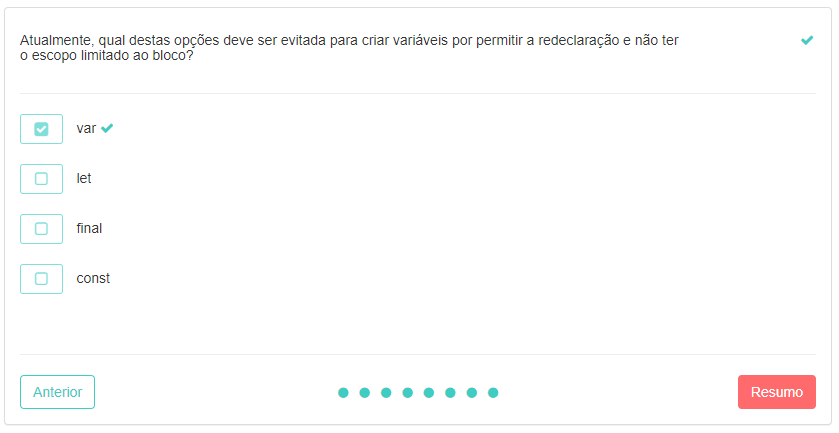 Atualmente, qual destas opções deve ser evitada para criar variáveis por permitir a redeclaração e não ter
o escopo limitado ao bloco?
var
let
final
const
Anterior
Resumo